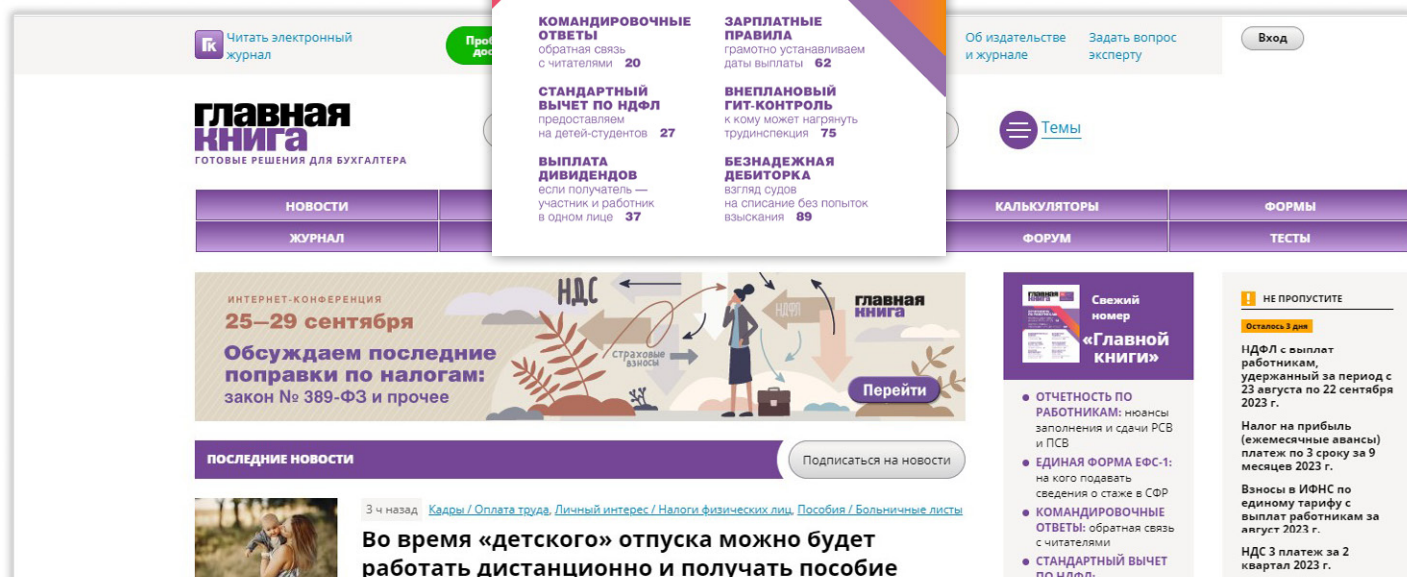 Читать электронный
журнал
КОМАНДИРОВОЧНЫЕ
ОТВЕТЫ
обратная связь
с читателями 20
СТАНДАРТНЫЙ
ВЫЧЕТ ПО НДФЛ
предоставляем
на детей-студентов 27
ВЫПЛАТА
ДИВИДЕНДОВ
если получатель —
участник и работник
в одном лице 37
ЗАРПЛАТНЫЕ
ПРАВИЛА
грамотно устанавливаем
даты выплаты 62
ВНЕПЛАНОВЫЙ
ГИТ-КОНТРОЛЬ
к кому может нагрянуть
трудинспекция 75
БЕЗНАДЕЖНАЯ
ДЕБИТОРКА
взгляд судов
на списание без попыток
взыскания 89
Об издательстве
и журнале
Задать вопрос
эксперту
Вход
главная
книга
ГОТОВЫЕ РЕШЕНИЯ ДЛЯ БУХГАЛТЕРА
Темы
НОВОСТИ
КАЛЬКУЛЯТОРЫ
ФОРМЫ
ЖУРНАЛ
ФОРУМ
ТЕСТЫ
ИНТЕРНЕТ-КОНФЕРЕНЦИЯ
25—29 сентября
Обсуждаем последние
поправки по налогам:
закон № 389-ФЗ и прочее
НДС
НДФЛ
СТРАХОВЫЕ
ВЗНОСЫ
главная
книга
Перейти
ПОСЛЕДНИЕ НОВОСТИ
Подписаться на новости
3 ч назад Кадры / Оплата труда, Личный интерес / Налоги физических лиц, Пособия / Больничные листы
Во время «детского» отпуска можно будет
работать дистанционно и получать пособие
Свежий
номер
«Главной
книги»
ОТЧЕТНОСТЬ ПО
РАБОТНИКАМ: нюансы
заполнения и сдачи РСВ
и ПСВ
ЕДИНАЯ ФОРМА ЕФС-1:
на кого подавать
сведения о стаже в СФР
КОМАНДИРОВОЧНЫЕ
ОТВЕТЫ: обратная связь
с читателями
СТАНДАРТНЫЙ ВЫЧЕТ
ПО НДФЛ:
НЕ ПРОПУСТИТЕ
Осталось 3 дня
НДФЛ с выплат
работникам,
удержанный за период с
23 августа по 22 сентября
2023 г.
Налог на прибыль
(ежемесячные авансы)
платеж по 3 сроку за 9
месяцев 2023 г.
Взносы в ИФНС по
единому тарифу с
выплат работникам за
август 2023 г.
НДС 3 платеж за 2
квартал 2023 г.